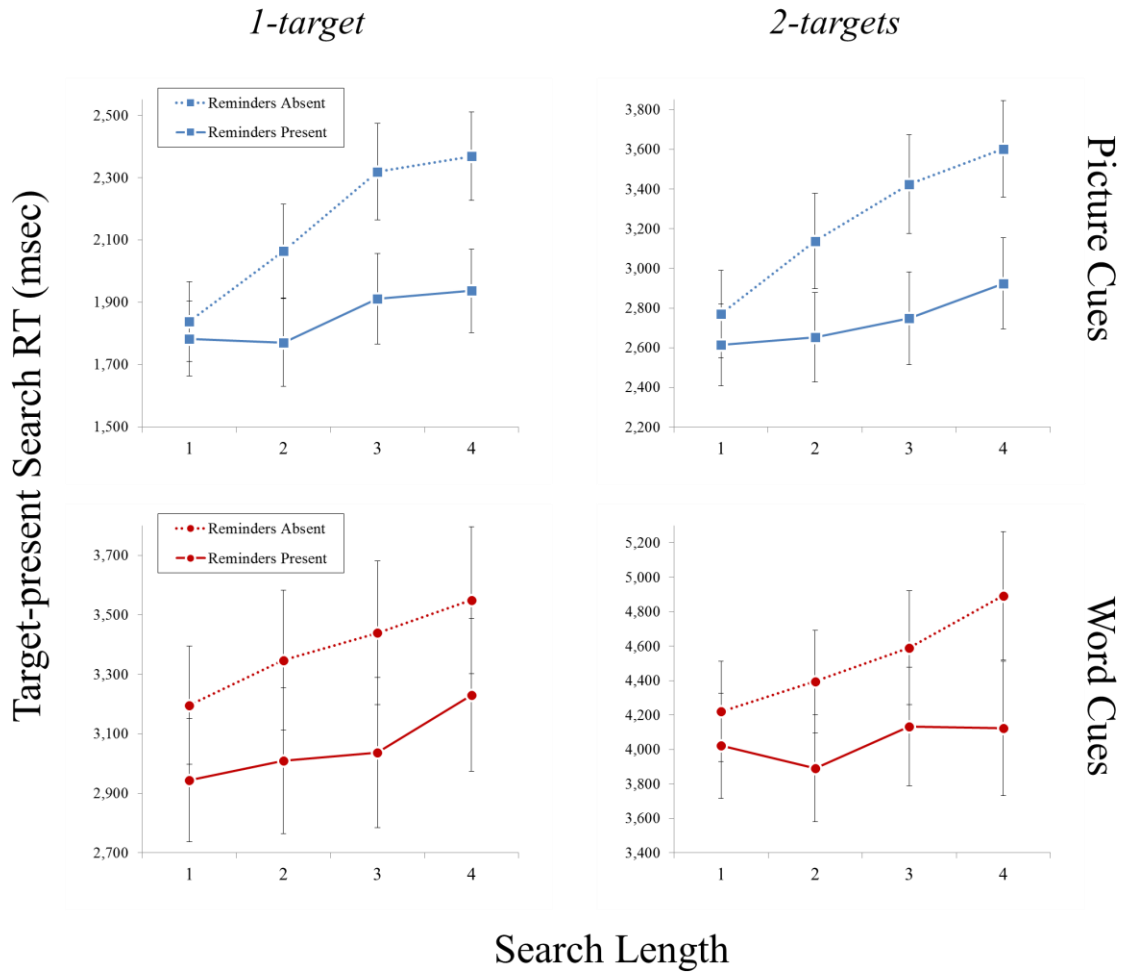 1-target
2-targets
Target-present Search RT (msec)
Reminders Absent
Reminders Present
2,500
2,300
2,100
1,900
1,700
1,500
1 2 3 4
3,800
3,600
3,400
3,200
3,000
2,800
2,600
2,400
2,200
1 2 3 4
Picture Cues
Reminders Absent
Reminders Present
3,700
3,500
3,300
3,100
2,900
2,700
1 2 3 4
5,200
5,000
4,800
4,600
4,400
4,200
4,000
3,800
3,600
3,400
1 2 3 4
Word Cues
Search Length